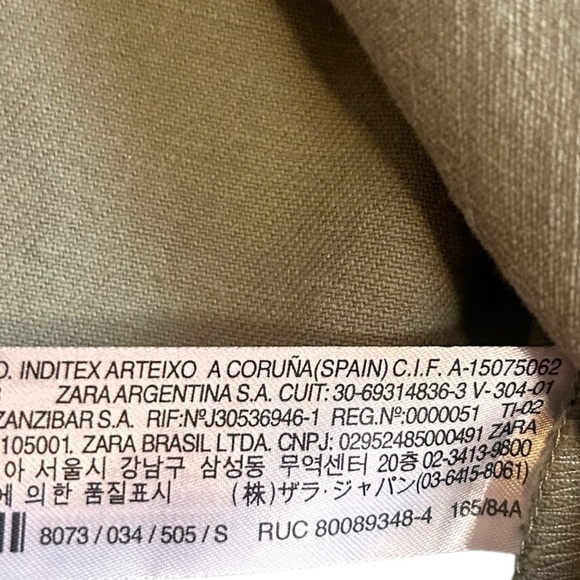 O. INDITEX ARTEIXO A CORUÑA (SPAIN) C.I.F. A-15075062
ZARA ARGENTINA S.A. CUIT: 30-69314836-3 V-304-01
ZANZIBAR S.A. RIF:NºJ30536946-1 REG.Nº:0000051 TI-02
105001. ZARA BRASIL LTDA. CNPJ: 02952485000491 ZARA
아 서울시 강남구 삼성동 무역센터 20층 02-3413-9800
에 의한 품질표시 (株)ザラ·ジャパン(03-6415-8061)
8073 / 034 / 505 / S RUC 80089348-4 165/84A